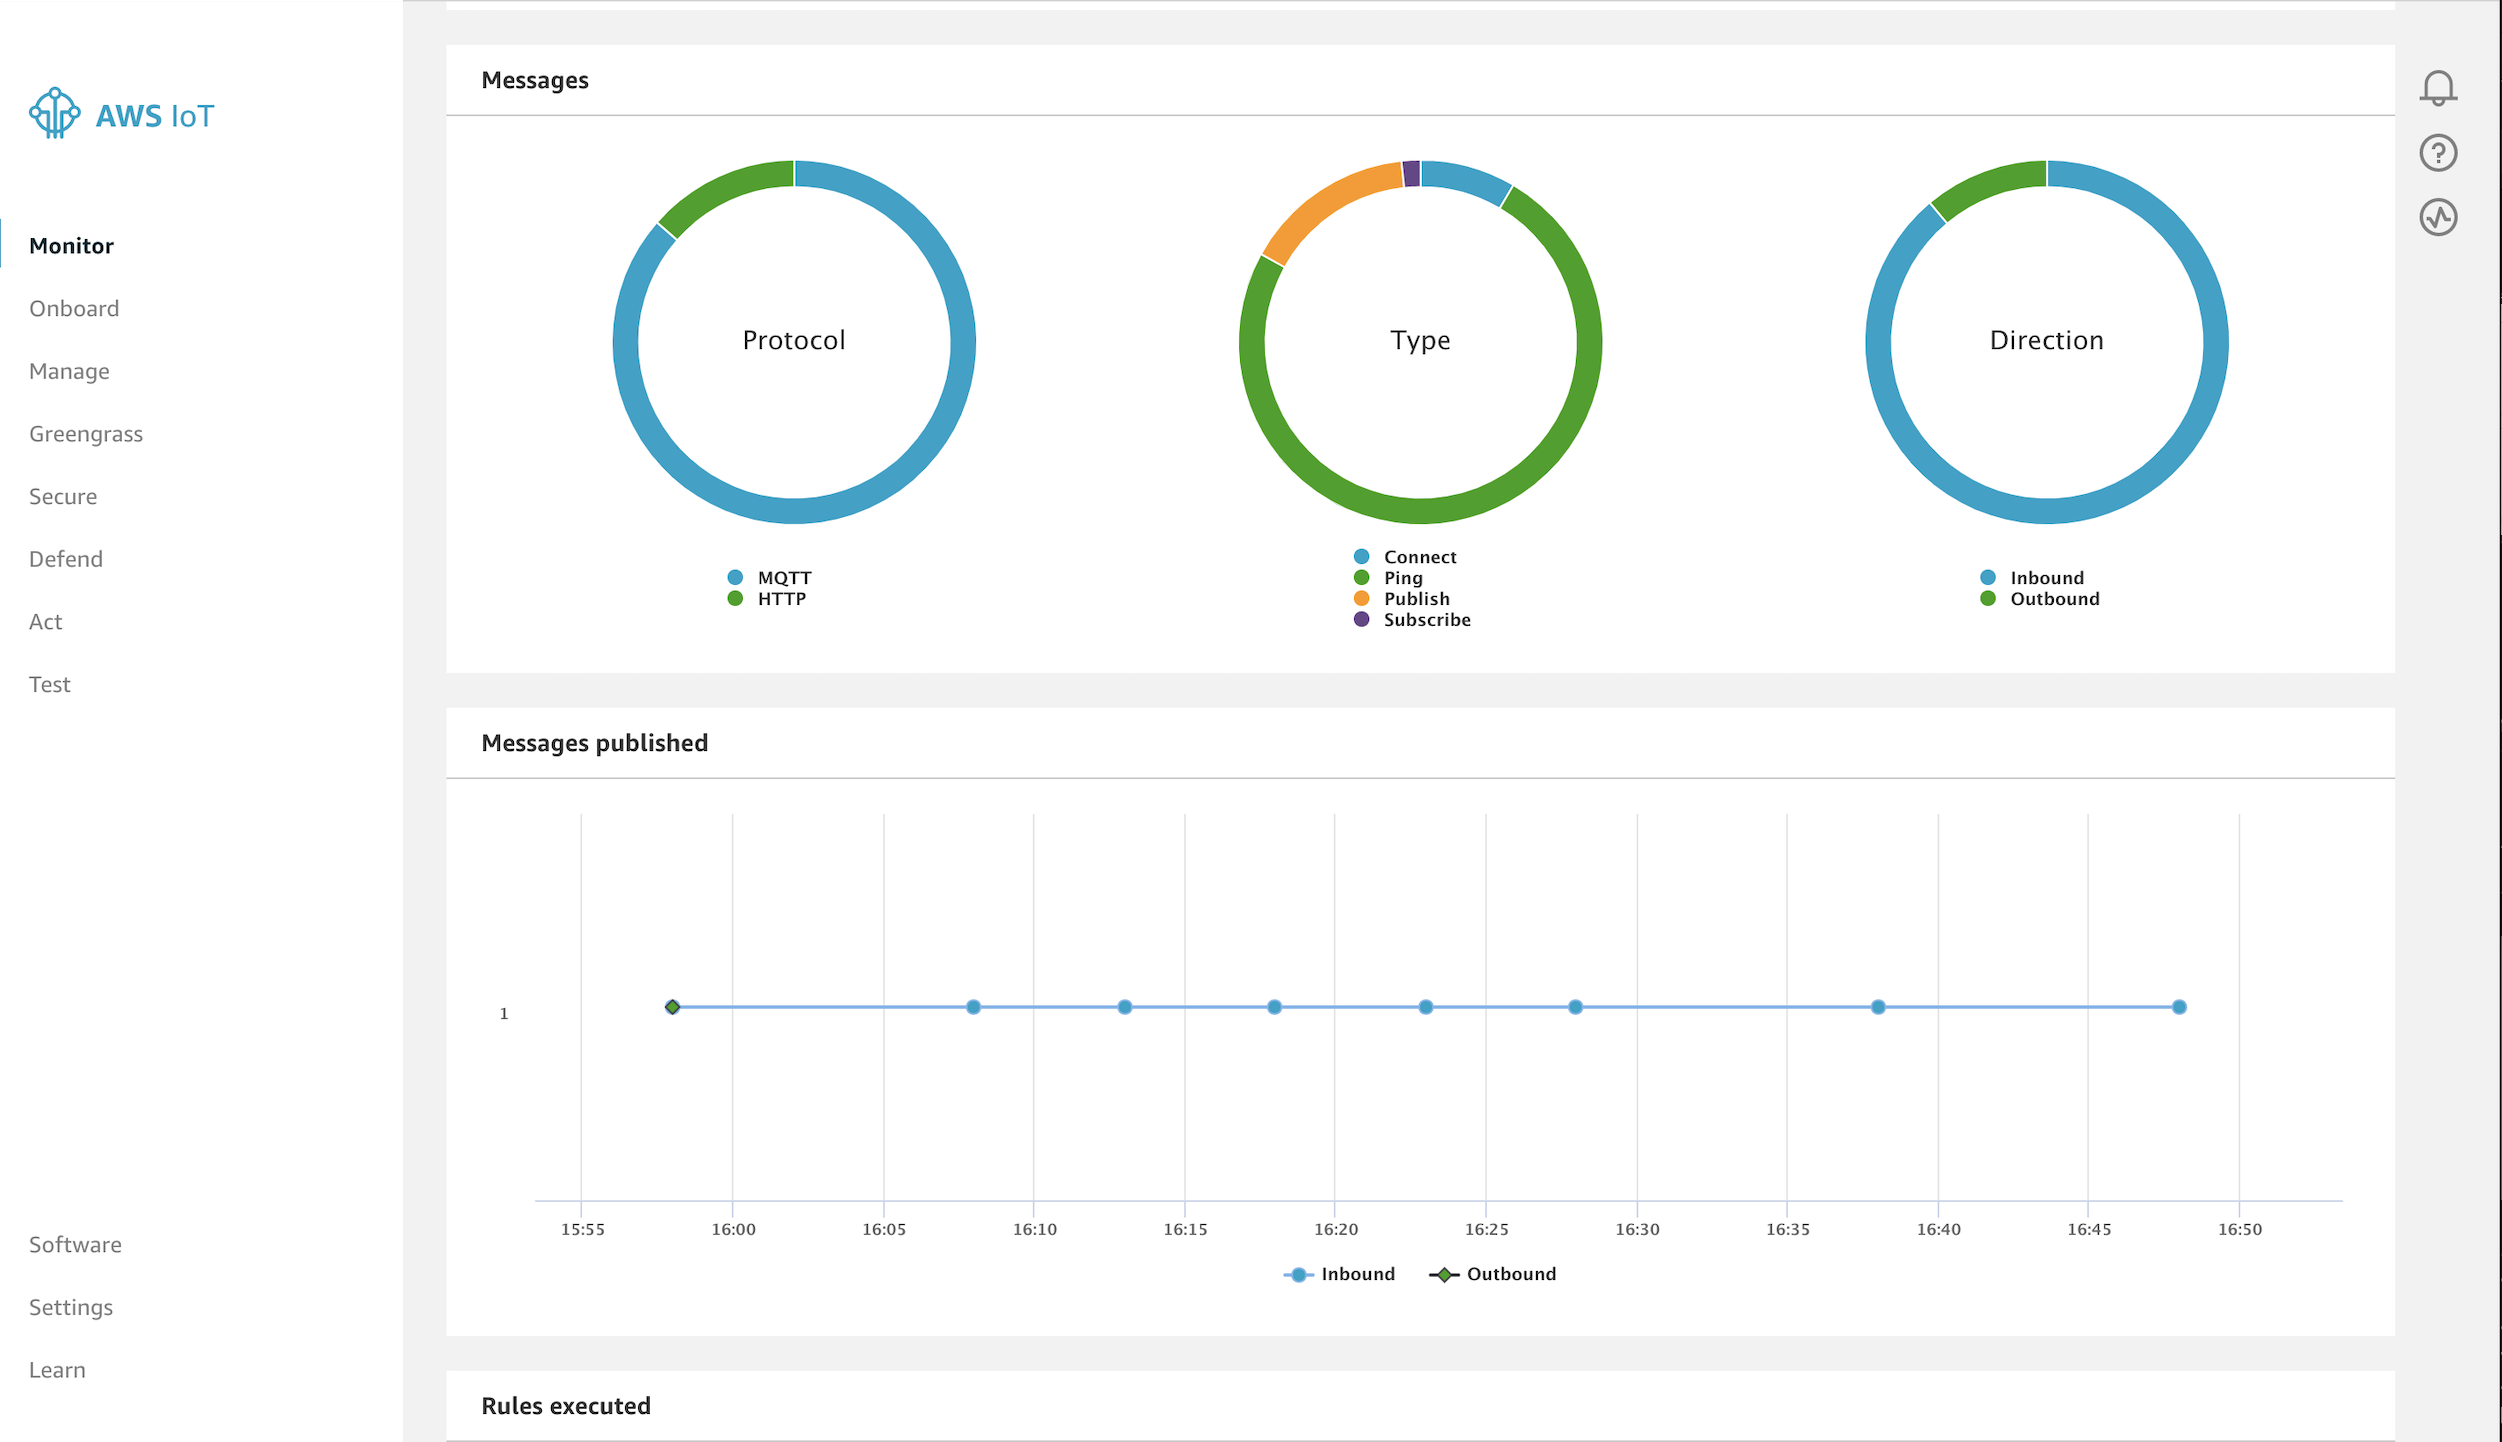 AWS IoT
Monitor
Onboard
Manage
Greengrass
Secure
Defend
Act
Test
Software
Settings
Learn
Messages
Protocol
MQTT
HTTP
Type
Connect
Ping
Publish
Subscribe
Direction
Inbound
Outbound
Messages published
1
15:55 16:00 16:05 16:10 16:15 16:20 16:25 16:30 16:35 16:40 16:45 16:50
Inbound Outbound
Rules executed